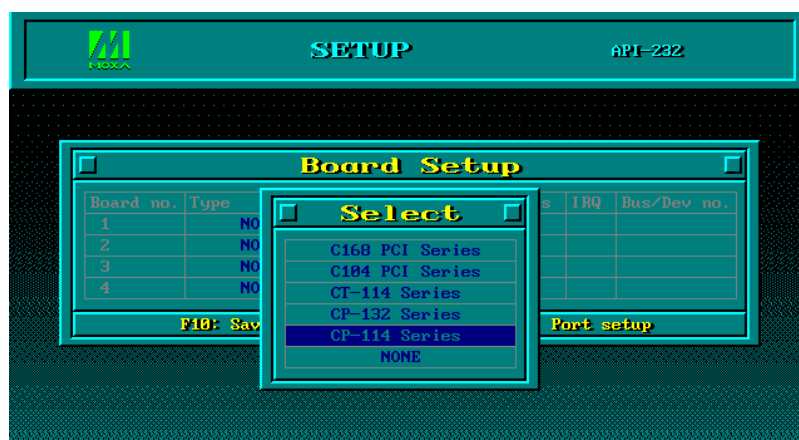 MOXA
SETUP
API-232
Board Setup
Board no. Type s IRQ Bus/Dev no.
1 NO
2 NO
3 NO
4 NO
Select
C168 PCI Series
C104 PCI Series
CT-114 Series
CP-132 Series
CP-114 Series
NONE
F10: Sav Port setup